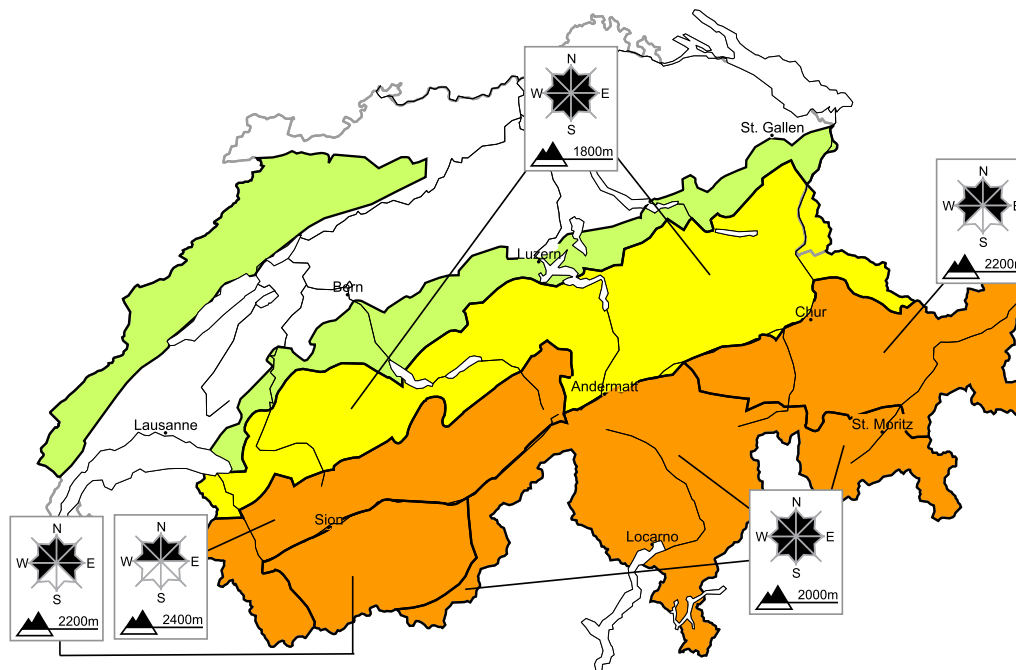 N
W E
S
1800m
St. Gallen
N
W E
S
2200m
Luzern
Bern
Chur
Andermatt
Lausanne
St. Moritz
N
W E
S
2200m
N
W E
S
2400m
Sion
Locarno
N
W E
S
2000m